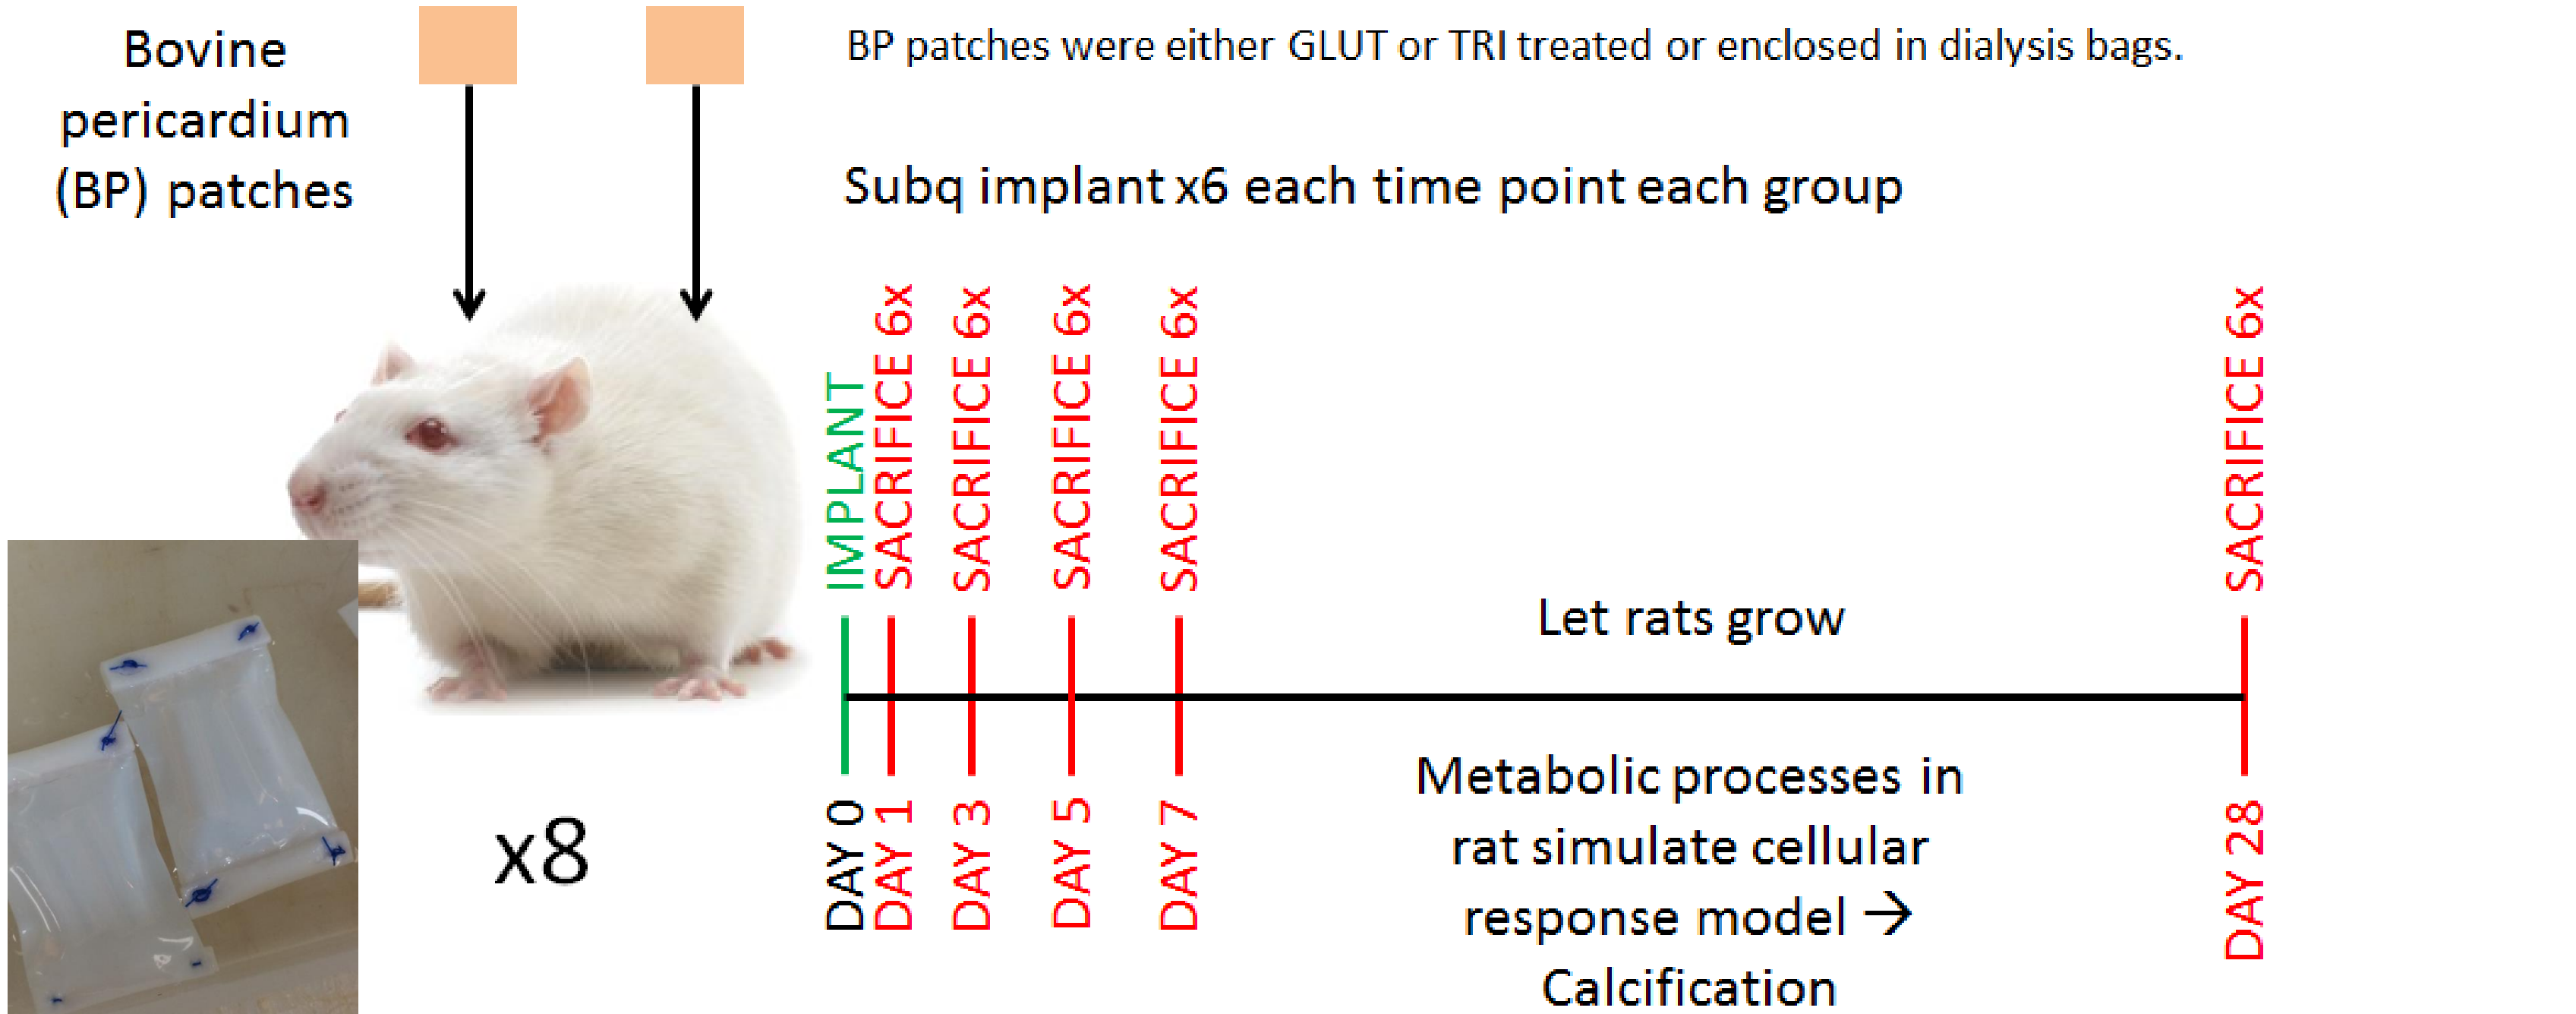 Bovine
pericardium
(BP) patches
BP patches were either GLUT or TRI treated or enclosed in dialysis bags.
Subq implant x6 each time point each group
IMPLANT
SACRIFICE 6x
SACRIFICE 6x
SACRIFICE 6x
SACRIFICE 6x
SACRIFICE 6x
Let rats grow
x8
DAY 0
DAY 1
DAY 3
DAY 5
DAY 7
DAY 28
Metabolic processes in
rat simulate cellular
response model →
Calcification